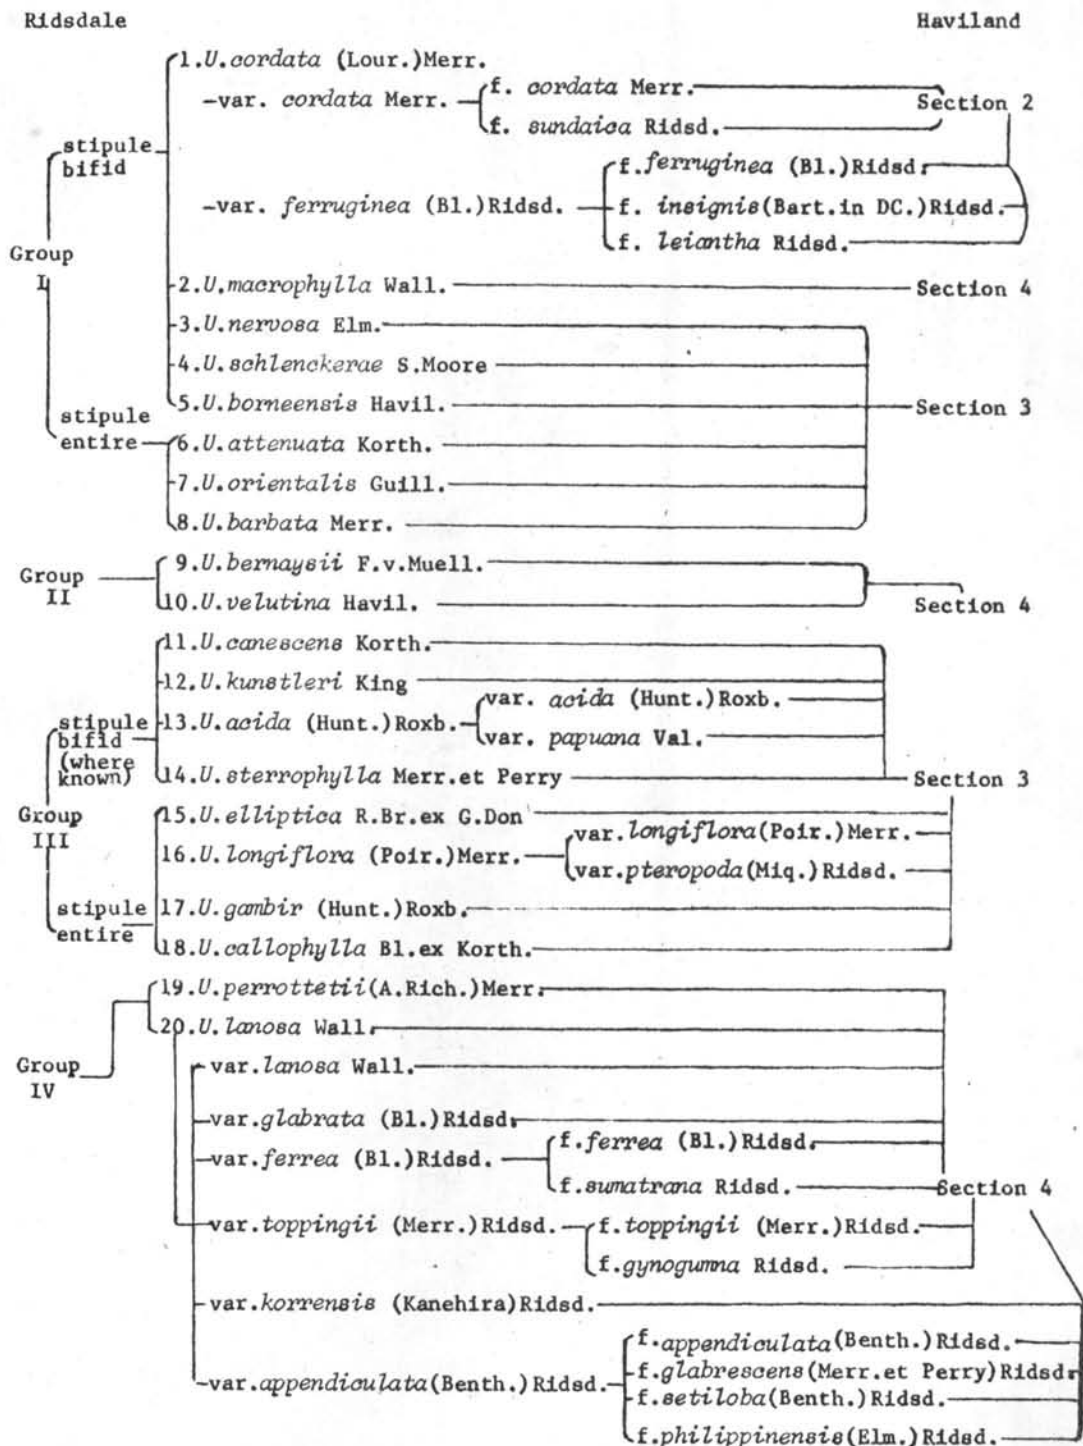 Ridsdale Haviland
1.U.cordata (Lour.)Merr.
-var. cordata Merr. f. cordata Merr. Section 2
f. sundaica Ridsd.
stipule bifid
f.ferruginea (Bl.)Ridsd.
-var. ferruginea (Bl.)Ridsd. f. insignis(Bart.in DC.)Ridsd.
f. leiantha Ridsd.
Group I
2.U.macrophylla Wall. Section 4
3.U.nervosa Elm.
4.U.schlenckerae S.Moore
5.U.borneensis Havil. Section 3
stipule entire
6.U.attenuata Korth.
7.U.orientalis Guill.
8.U.barbata Merr.
Group II
9.U.bernaysii F.v.Muell.
10.U.velutina Havil. Section 4
11.U.canescens Korth.
12.U.kunstleri King
stipule bifid (where known)
13.U.acida (Hunt.)Roxb. var. acida (Hunt.)Roxb.
var. papuana Val.
14.U.sterrophylla Merr.et Perry Section 3
Group III
15.U.elliptica R.Br.ex G.Don
16.U.longiflora (Poir.)Merr. var.longiflora(Poir.)Merr.
var.pteropoda(Miq.)Ridsd.
stipule entire
17.U.gambir (Hunt.)Roxb.
18.U.callophylla Bl.ex Korth.
19.U.perrottetii(A.Rich.)Merr.
20.U.lanosa Wall.
Group IV
var.lanosa Wall.
var.glabrata (Bl.)Ridsd.
var.ferrea (Bl.)Ridsd. f.ferrea (Bl.)Ridsd.
f.sumatrana Ridsd. Section 4
var.toppingii (Merr.)Ridsd. f.toppingii (Merr.)Ridsd.
f.gynogumna Ridsd.
var.korrensis (Kanehira)Ridsd.
var.appendiculata(Benth.)Ridsd. f.appendiculata(Benth.)Ridsd.
f.glabrescens(Merr.et Perry)Ridsd.
f.setiloba(Benth.)Ridsd.
f.philippinensis(Elm.)Ridsd.